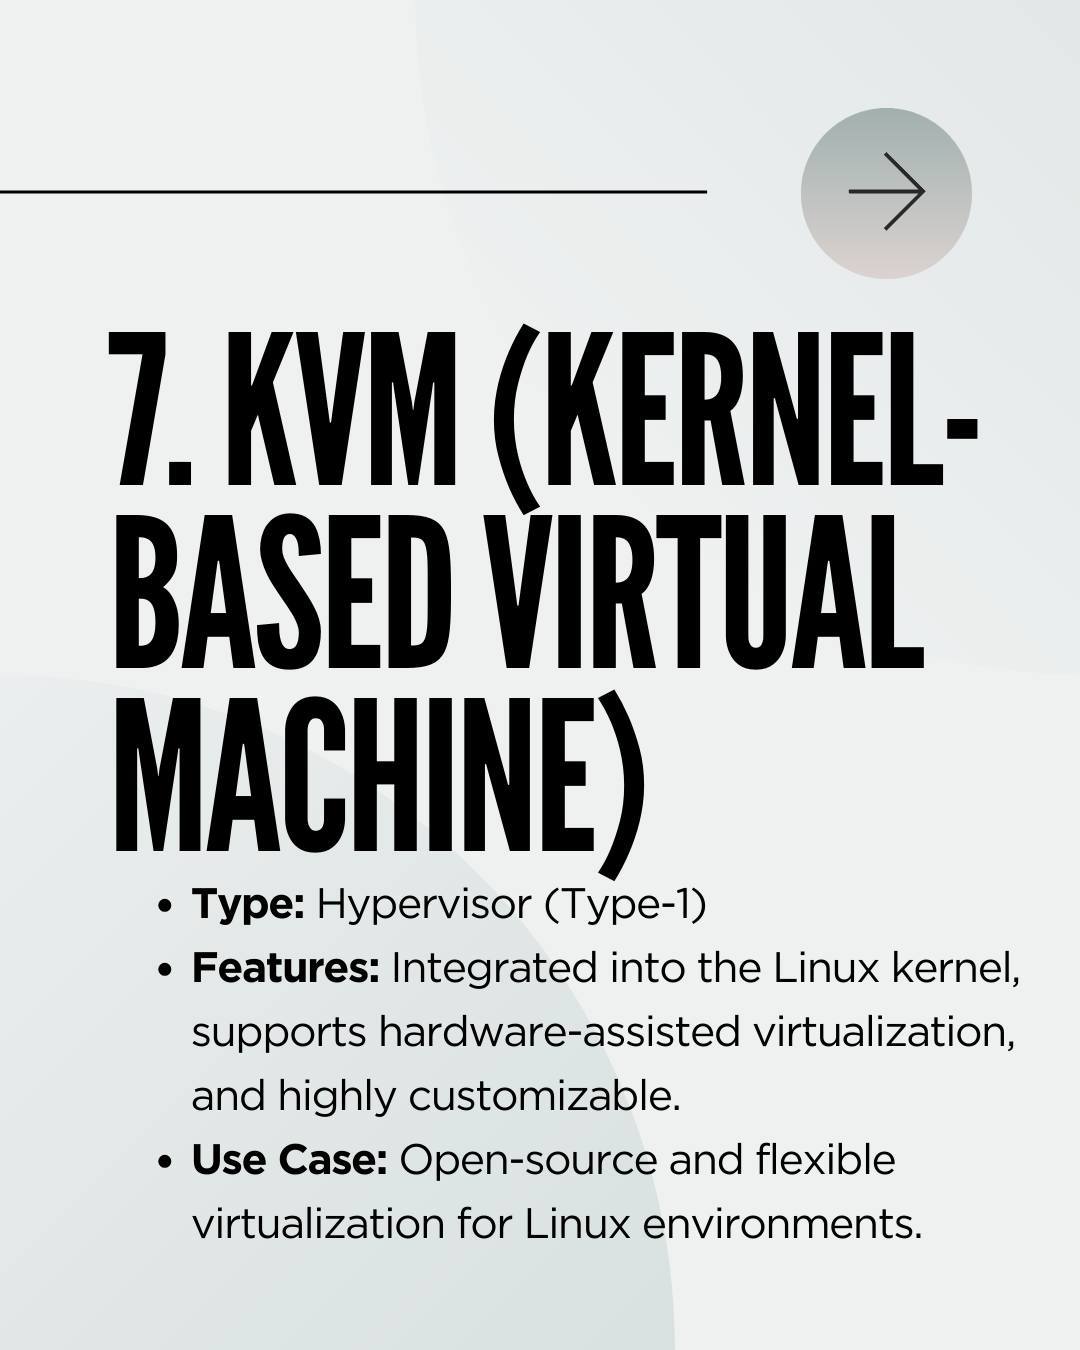 7. KVM (KERNEL-
BASED VIRTUAL
MACHINE)
• Type: Hypervisor (Type-1)
• Features: Integrated into the Linux kernel,
supports hardware-assisted virtualization,
and highly customizable.
• Use Case: Open-source and flexible
virtualization for Linux environments.